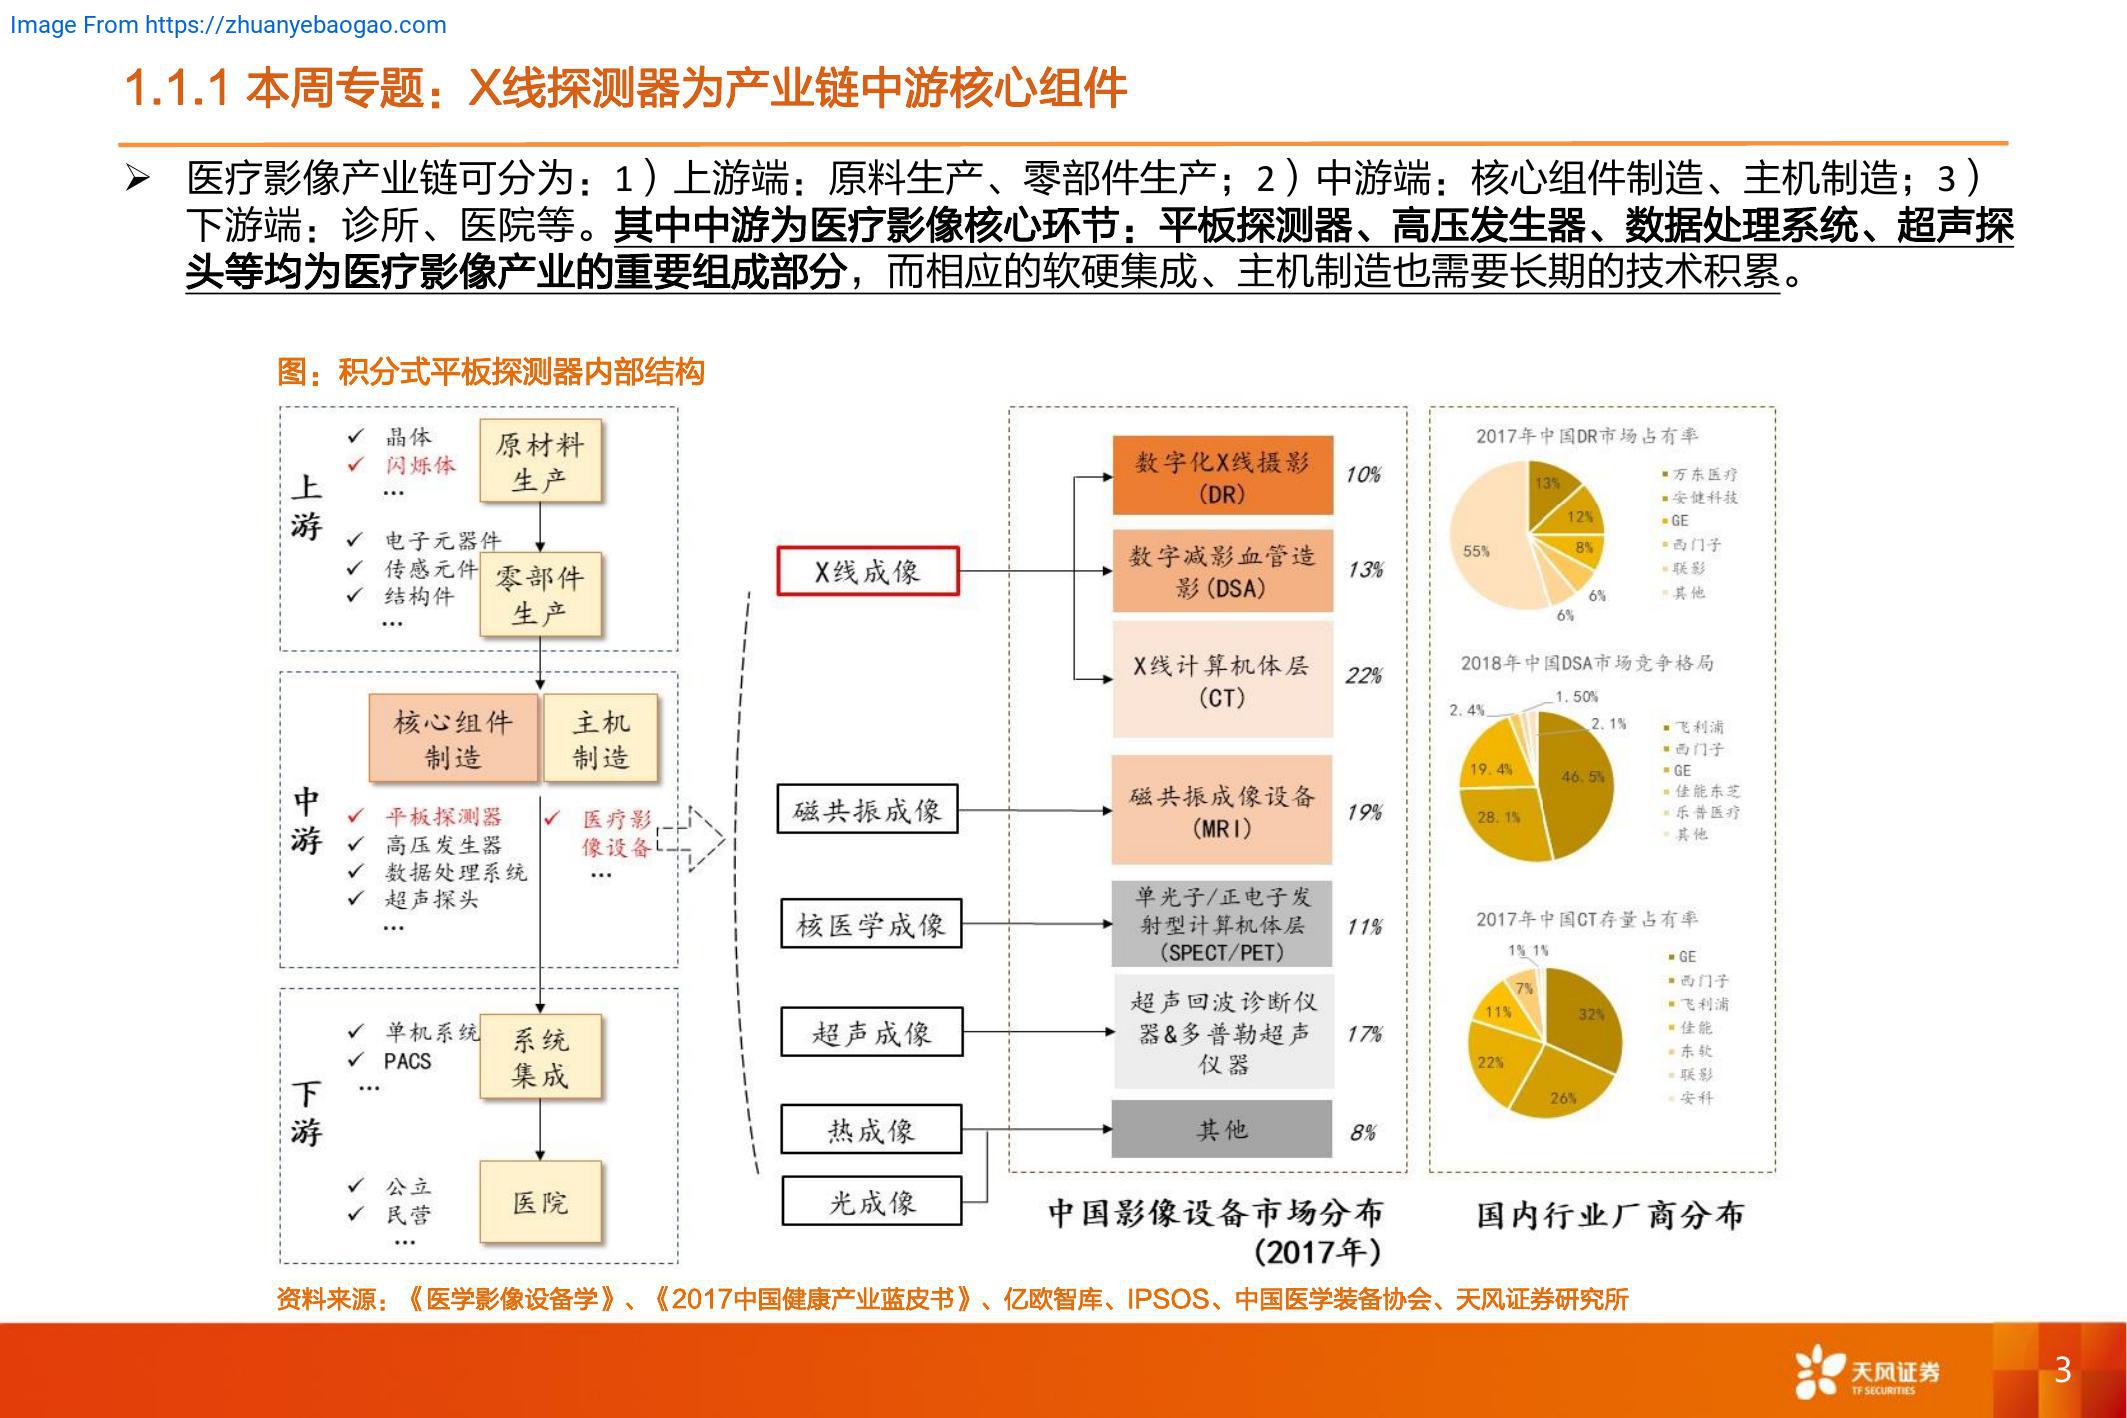 Image From https://zhuanyebaogao.com
1.1.1 本周专题：X线探测器为产业链中游核心组件
➢ 医疗影像产业链可分为：1）上游端：原料生产、零部件生产；2）中游端：核心组件制造、主机制造；3）
下游端：诊所、医院等。其中中游为医疗影像核心环节：平板探测器、高压发生器、数据处理系统、超声探
头等均为医疗影像产业的重要组成部分，而相应的软硬集成、主机制造也需要长期的技术积累。
图：积分式平板探测器内部结构
上游
✓ 晶体
✓ 闪烁体
...
原材料
生产
✓ 电子元器件
✓ 传感元件
✓ 结构件
...
零部件
生产
中游
核心组件
制造
主机
制造
✓ 平板探测器
✓ 高压发生器
✓ 数据处理系统
✓ 超声探头
...
✓ 医疗影
像设备
...
下游
✓ 单机系统
✓ PACS
...
系统
集成
✓ 公立
✓ 民营
...
医院
X线成像
磁共振成像
核医学成像
超声成像
热成像
光成像
数字化X线摄影
(DR)
10%
数字减影血管造
影(DSA)
13%
X线计算机体层
(CT)
22%
磁共振成像设备
(MRI)
19%
单光子/正电子发
射型计算机体层
(SPECT/PET)
11%
超声回波诊断仪
器&多普勒超声
仪器
17%
其他
8%
中国影像设备市场分布
(2017年)
2017年中国DR市场占有率
13%
12%
8%
6%
6%
55%
万东医疗
安健科技
GE
西门子
联影
其他
2018年中国DSA市场竞争格局
1.50%
2.4%
2.1%
19.4%
46.5%
28.1%
飞利浦
西门子
GE
佳能东芝
乐普医疗
其他
2017年中国CT存量占有率
1% 1%
7%
11%
32%
22%
26%
GE
西门子
飞利浦
佳能
东软
联影
安科
国内行业厂商分布
资料来源：《医学影像设备学》、《2017中国健康产业蓝皮书》、亿欧智库、IPSOS、中国医学装备协会、天风证券研究所
天风证券
TF SECURITIES
3